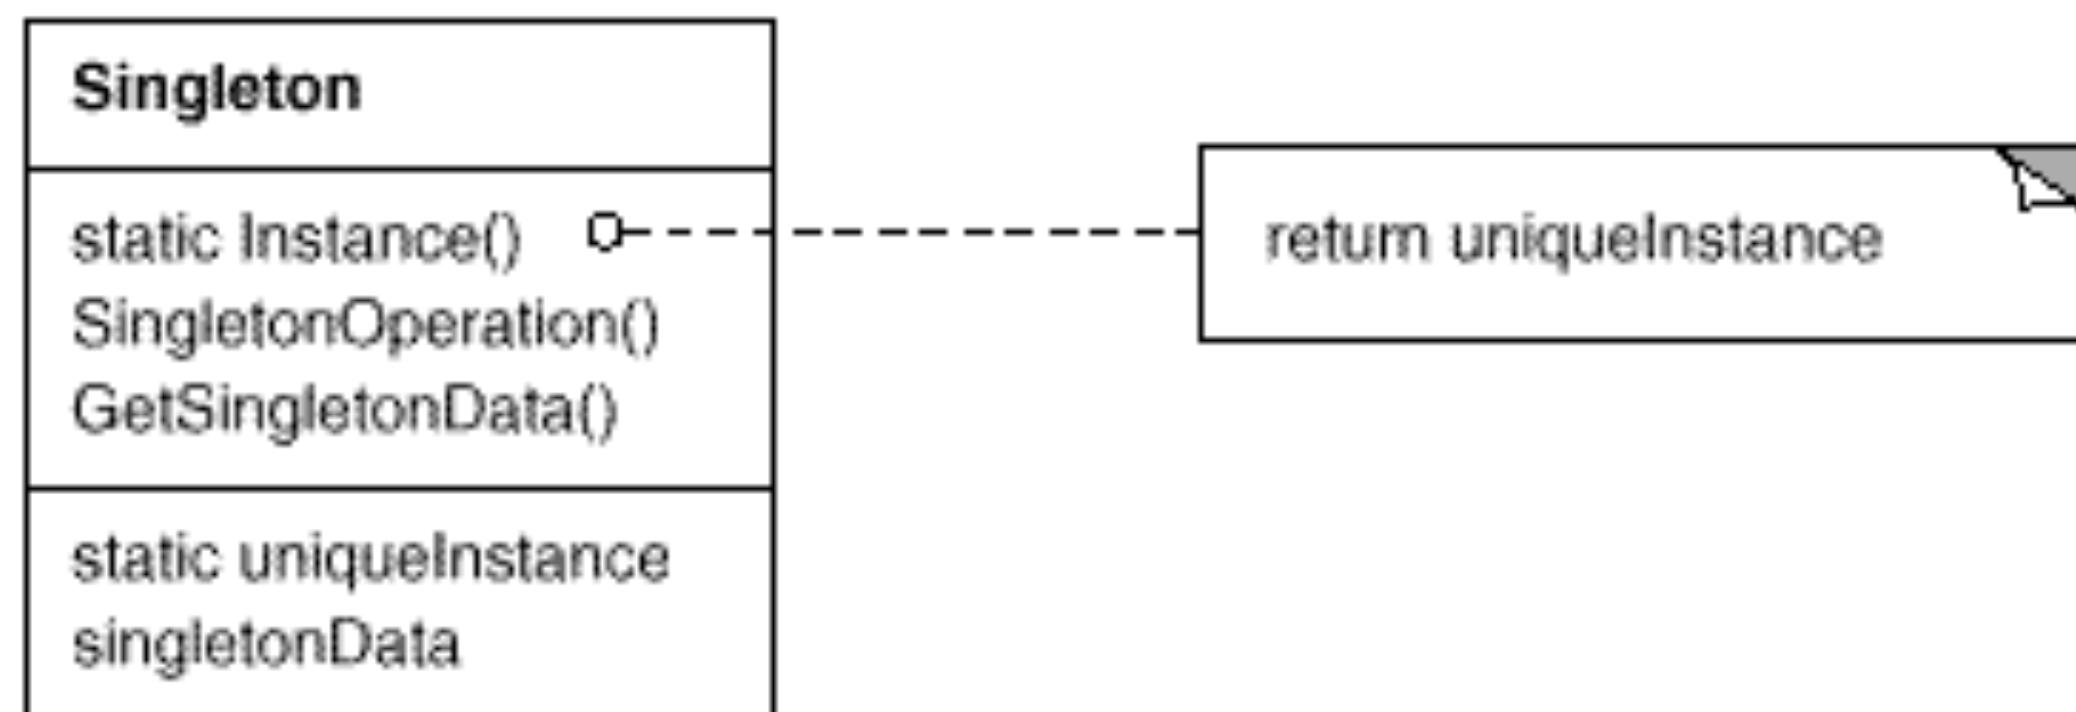 Singleton
static Instance()
return uniqueInstance
SingletonOperation()
GetSingletonData()
static uniqueInstance
singletonData